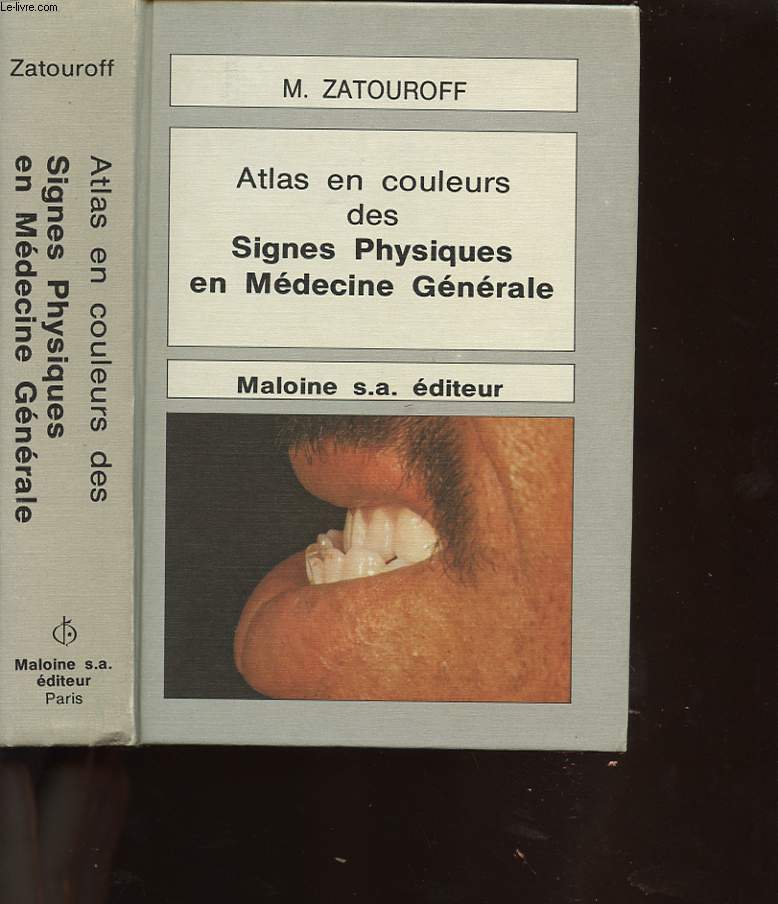 Le-livre.com
Zatouroff
Atlas en couleurs des
Signes Physiques
en Médecine Générale
Maloine s.a.
éditeur
Paris
M. ZATOUROFF
Atlas en couleurs
des
Signes Physiques
en Médecine Générale
Maloine s.a. éditeur